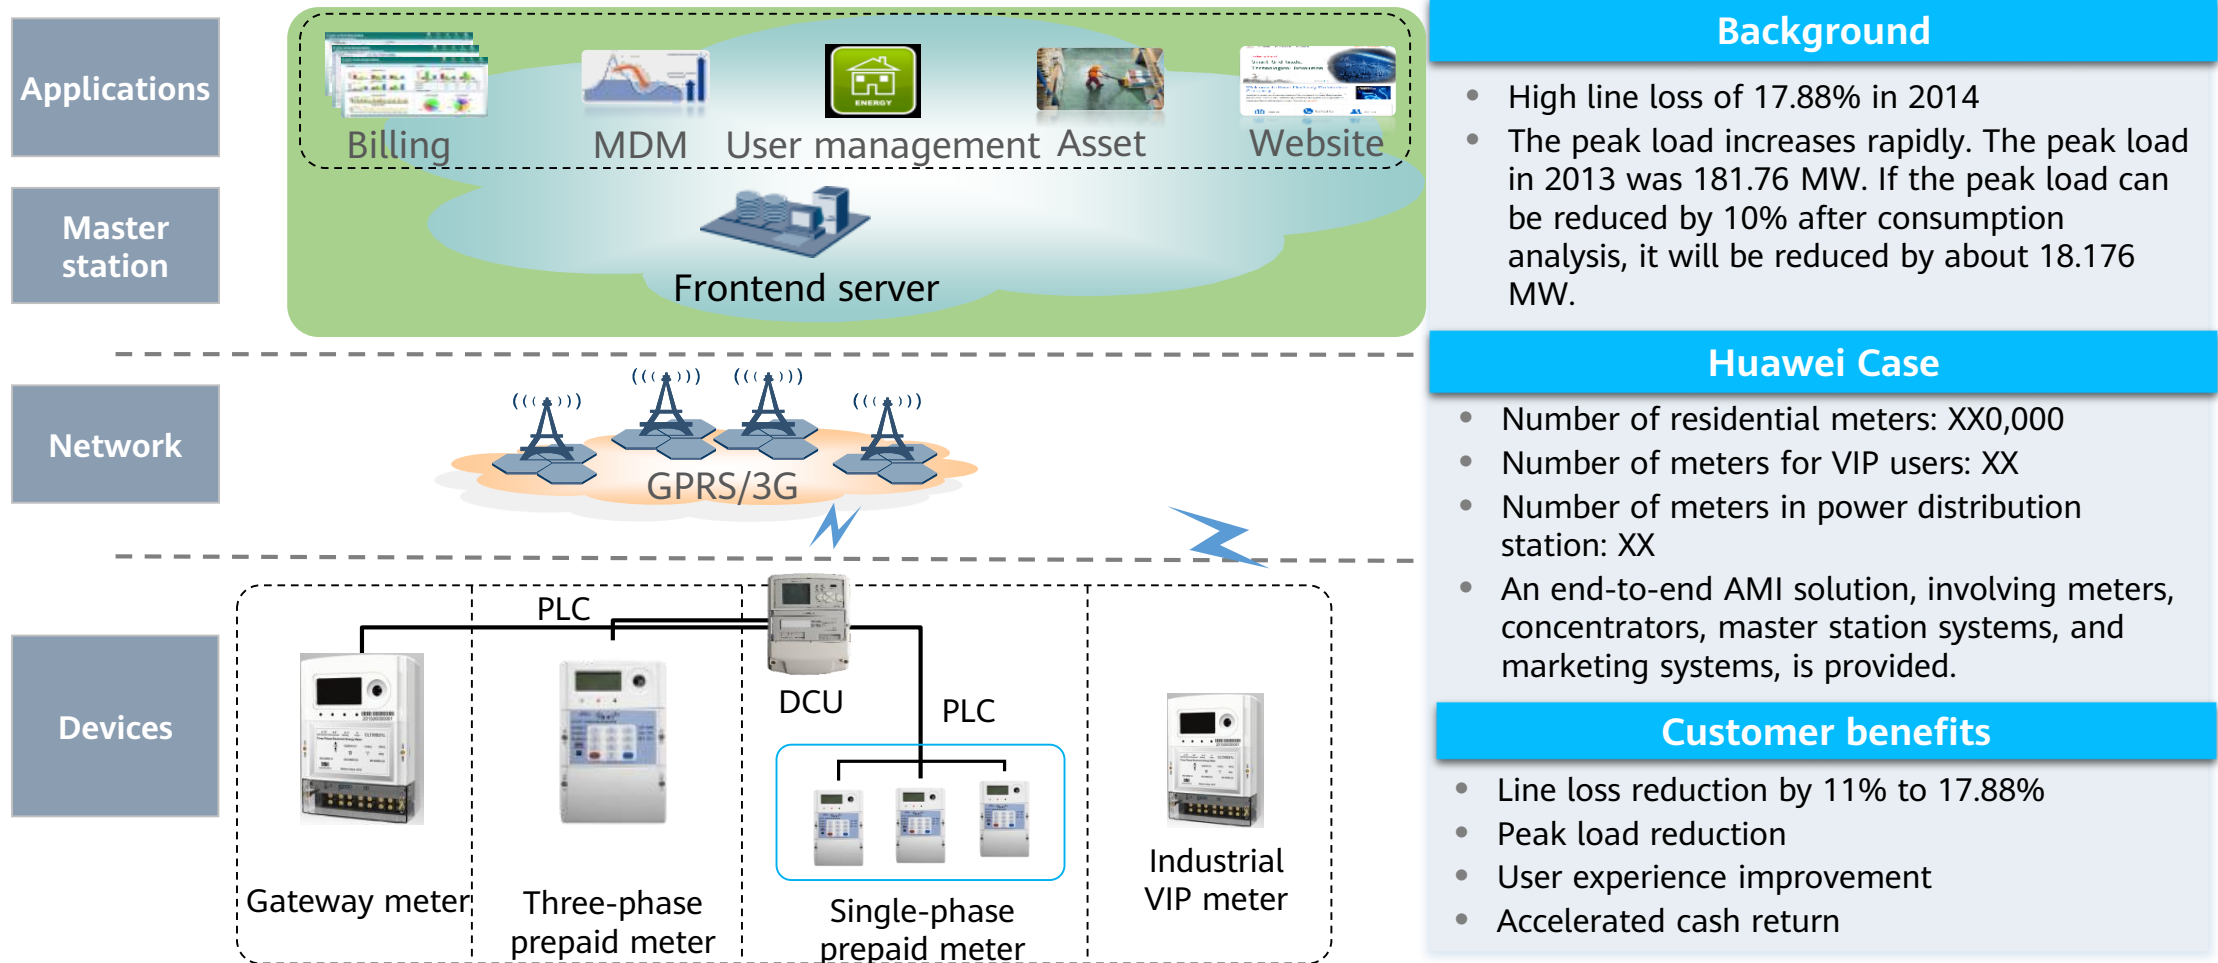 Applications
Billing
MDM
User management
ENERGY
Asset
Website
Master
station
Frontend server
Network
GPRS/3G
Devices
PLC
DCU
PLC
Gateway meter
Three-phase
prepaid meter
Single-phase
prepaid meter
Industrial
VIP meter
Background
High line loss of 17.88% in 2014
The peak load increases rapidly. The peak load
in 2013 was 181.76 MW. If the peak load can
be reduced by 10% after consumption
analysis, it will be reduced by about 18.176
MW.
Huawei Case
Number of residential meters: XX0,000
Number of meters for VIP users: XX
Number of meters in power distribution
station: XX
An end-to-end AMI solution, involving meters,
concentrators, master station systems, and
marketing systems, is provided.
Customer benefits
Line loss reduction by 11% to 17.88%
Peak load reduction
User experience improvement
Accelerated cash return